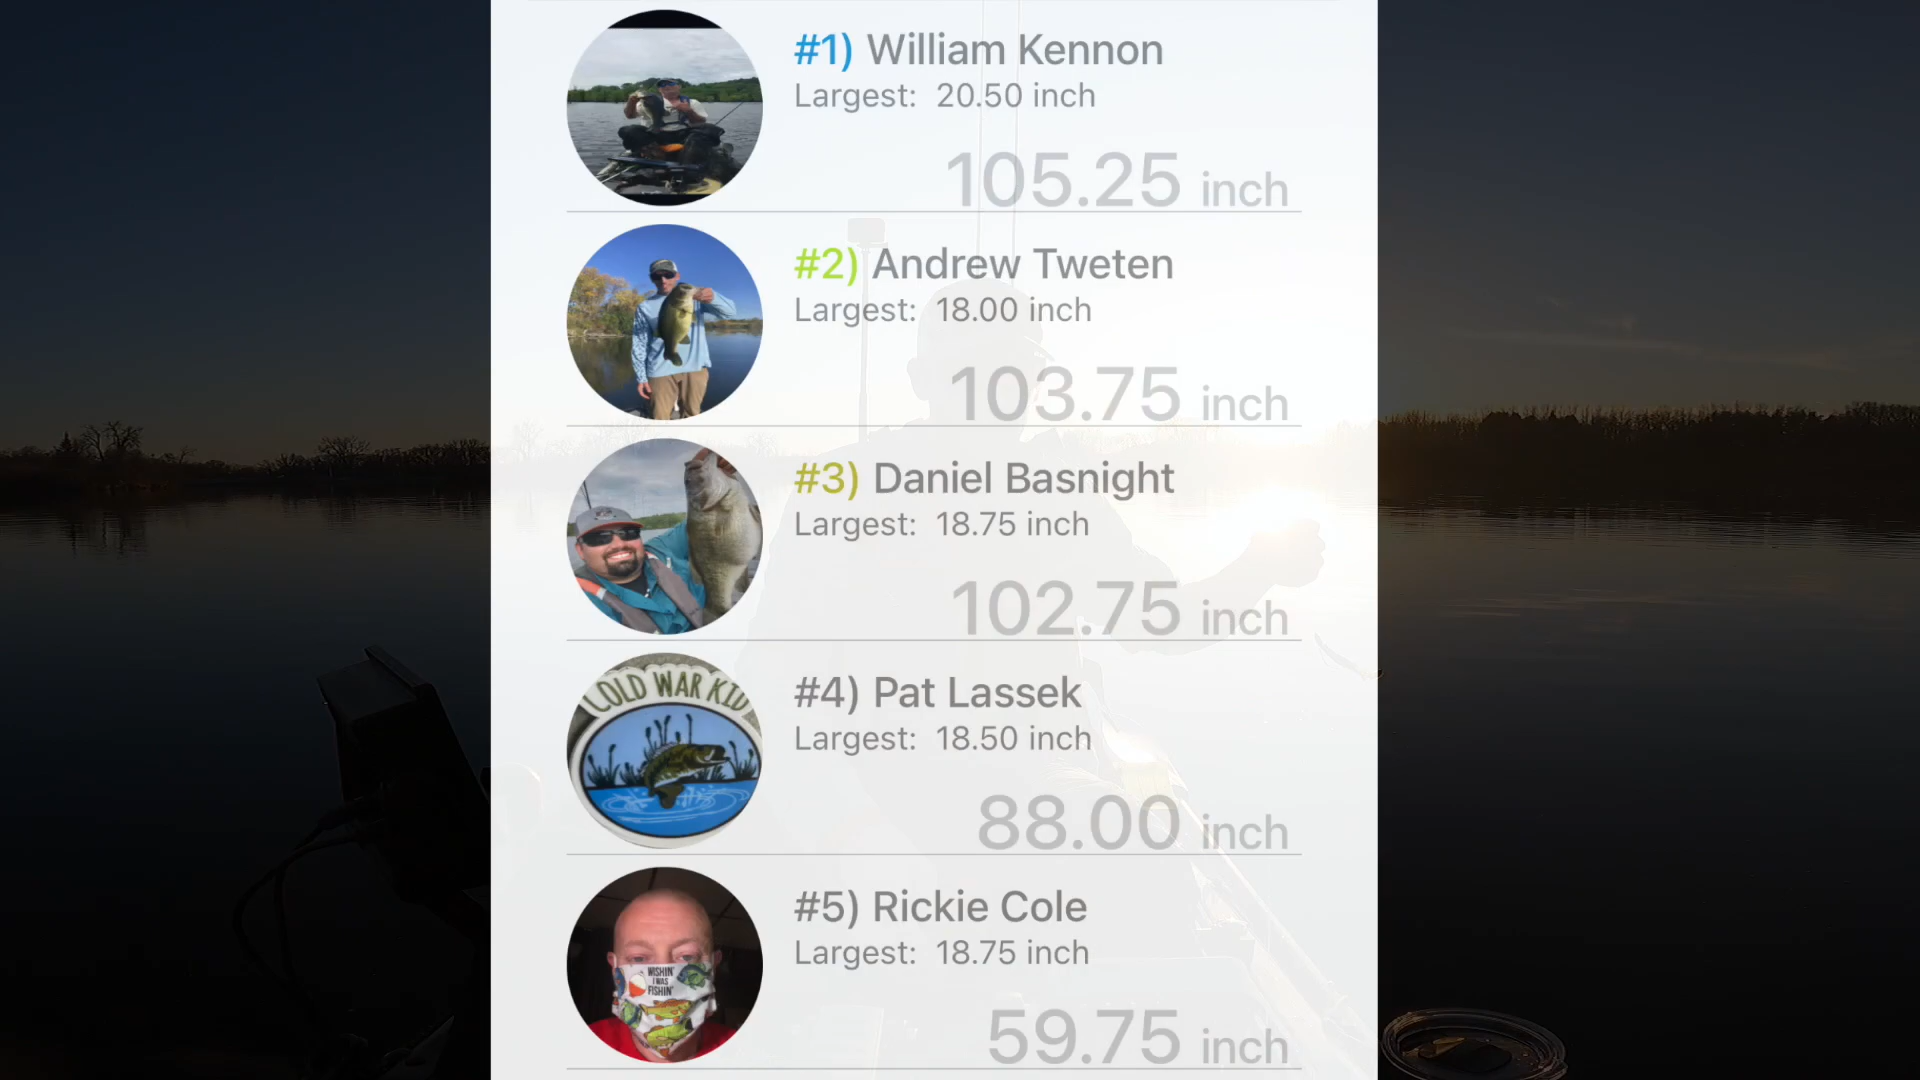 #1) William Kennon
Largest: 20.50 inch
105.25 inch
#2) Andrew Tweten
Largest: 18.00 inch
103.75 inch
#3) Daniel Basnight
Largest: 18.75 inch
102.75 inch
COLD WAR KID
#4) Pat Lassek
Largest: 18.50 inch
88.00 inch
#5) Rickie Cole
Largest: 18.75 inch
WISHIN'
I WAS
FISHIN'
59.75 inch